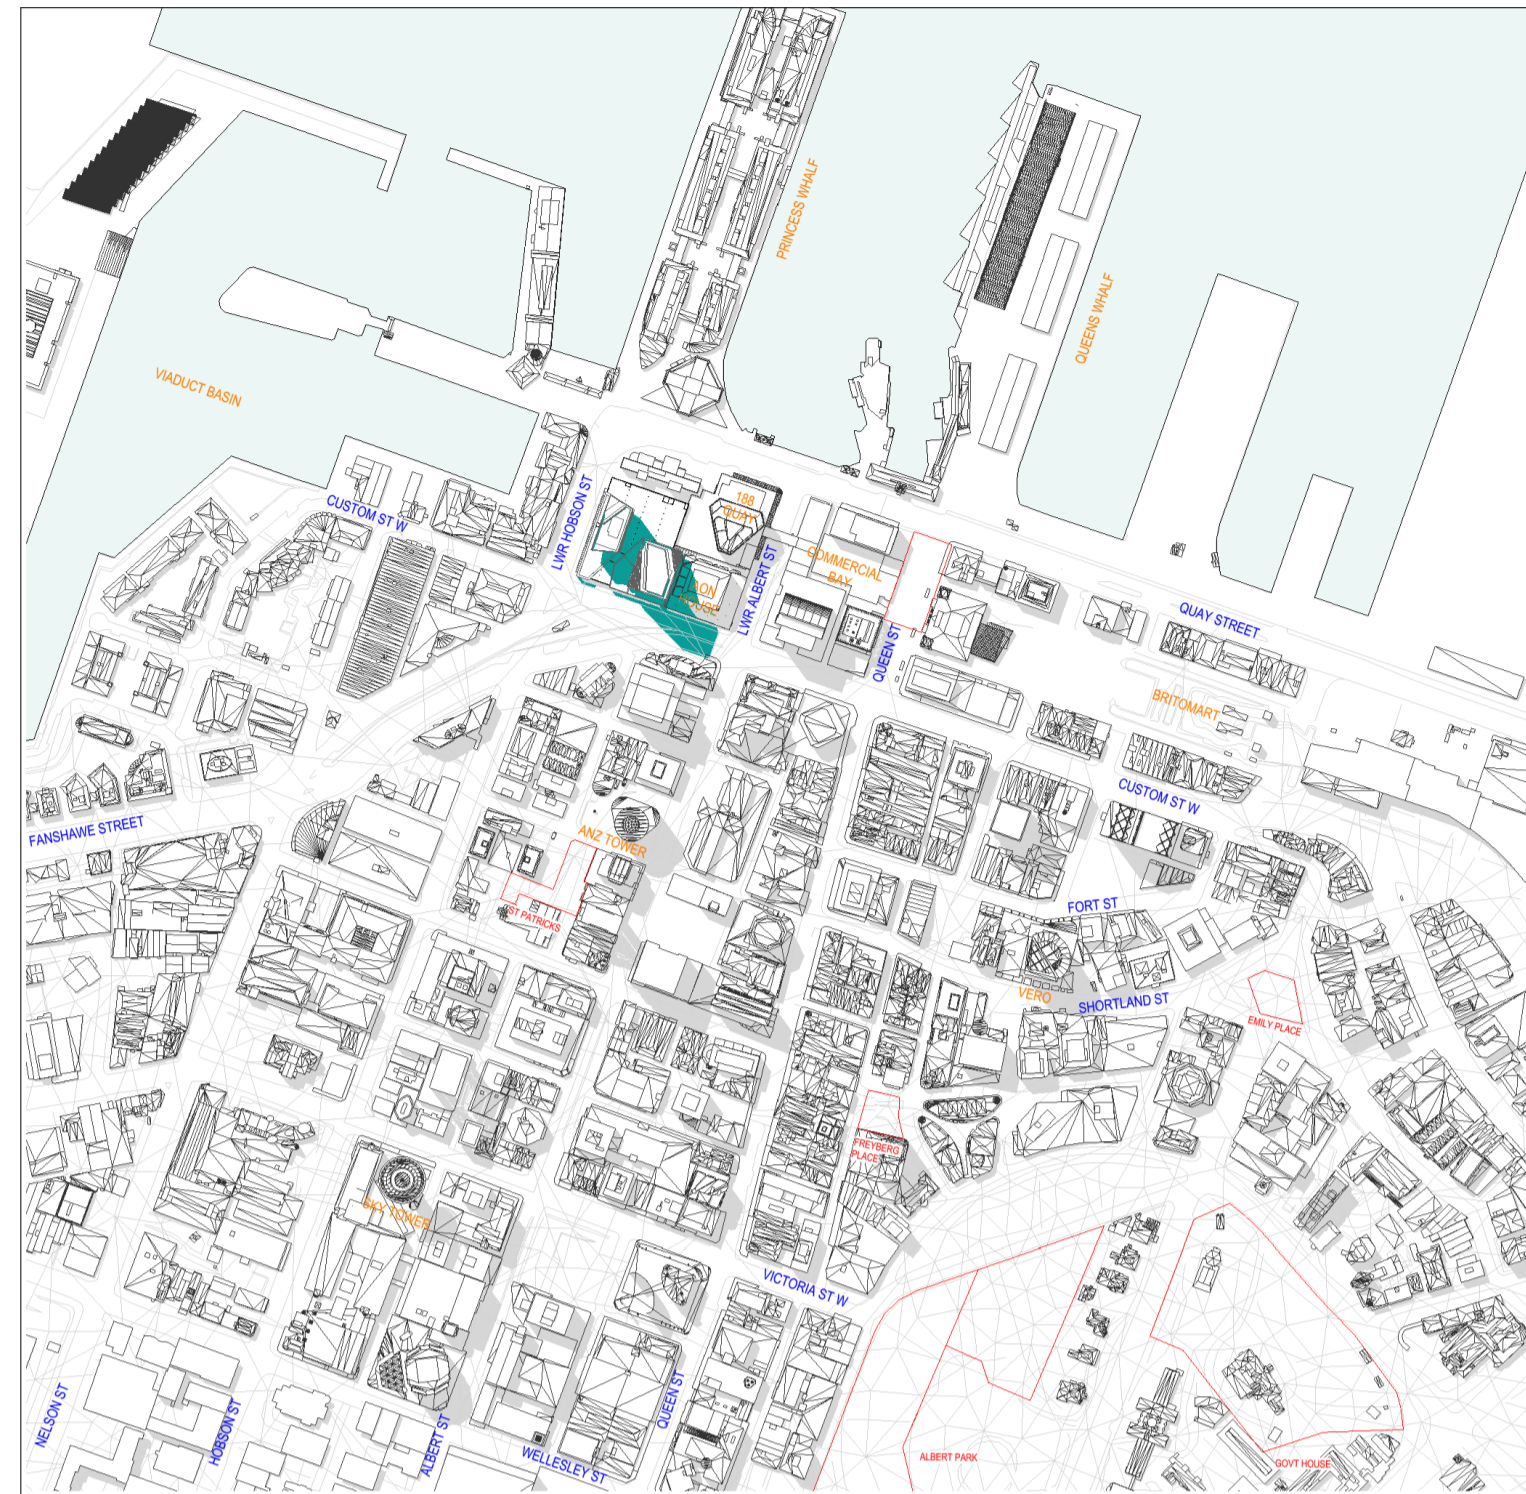 PRINCESS WHALF
QUEENS WHALF
VIADUCT BASIN
CUSTOM ST W
LWR HOBSON ST
188
QUAY
LWR ALBERT ST
COMMERCIAL
BAY
AON
HOUSE
QUEEN ST
QUAY STREET
BRITOMART
CUSTOM ST W
FANSHAWE STREET
ANZ TOWER
ST PATRICKS
FORT ST
VERO
SHORTLAND ST
EMILY PLACE
FREYBERG
PLACE
SKY TOWER
VICTORIA ST W
NELSON ST
HOBSON ST
ALBERT ST
WELLESLEY ST
QUEEN ST
ALBERT PARK
GOVT HOUSE